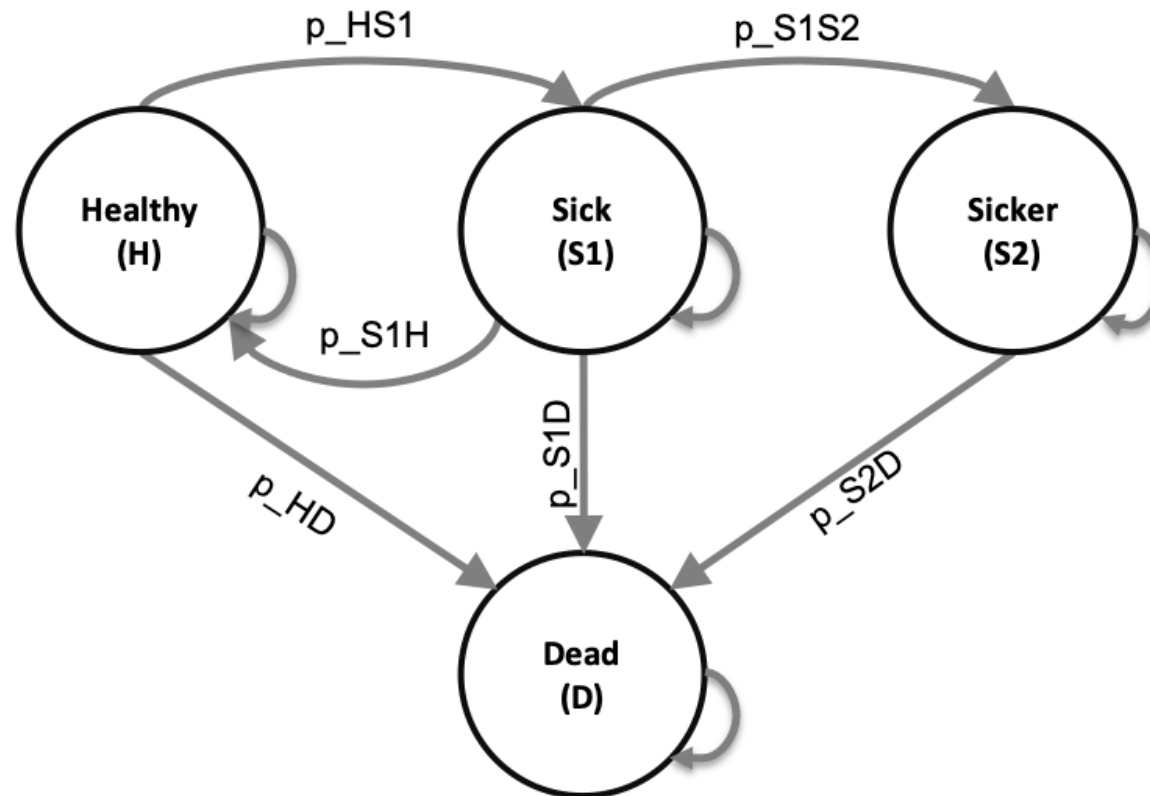 p_HS1
p_S1S2
Healthy
(H)
Sick
(S1)
Sicker
(S2)
p_S1H
p_HD
p_S1D
p_S2D
Dead
(D)